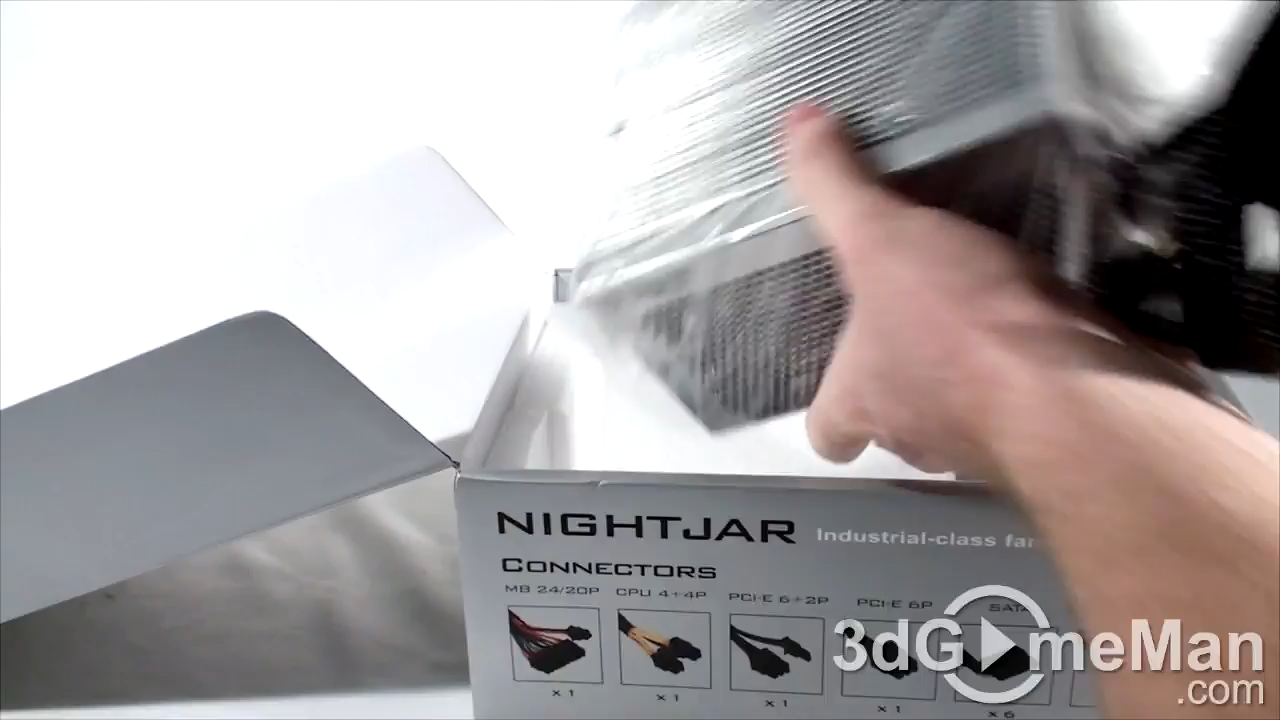 NIGHTJAR Industrial-class
CONNECTORS
MB 24/20P CPU 4+4P PCI-E 6+2P PCI-E 6P SATA
x 1 x 1 x 1 x 1 x 6
3dGameMan
.com